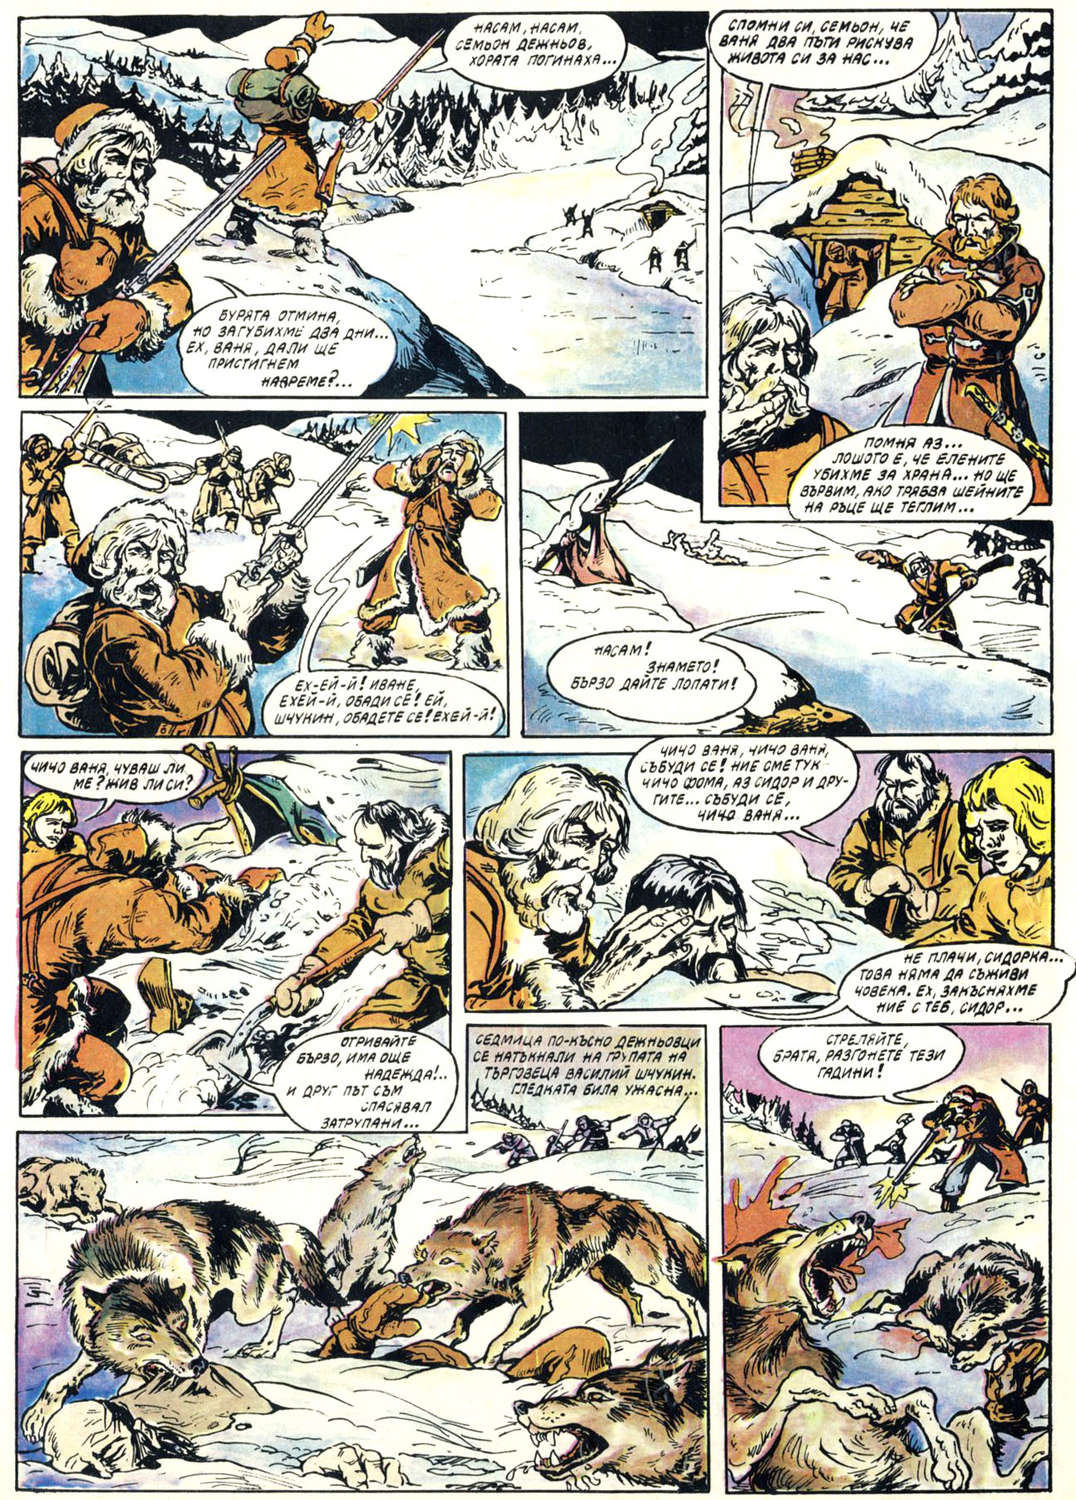 НАСАМ, НАСАМ,
СЕМЬОН ДЕЖНЬОВ,
ХОРАТА ПОГИНАХА...
БУРЯТА ОТМИНА,
НО ЗАГУБИХМЕ ДВА ДНИ...
ЕХ, ВАНЯ, ДАЛИ ЩЕ
ПРИСТИГНЕМ
НАВРЕМЕ?...
СПОМНИ СИ, СЕМЬОН, ЧЕ
ВАНЯ ДВА ПЪТИ РИСКУВА
ЖИВОТА СИ ЗА НАС...
ПОМНЯ АЗ...
ЛОШОТО Е, ЧЕ ЕЛЕНИТЕ
УБИХМЕ ЗА ХРАНА... НО ЩЕ
ВЪРВИМ, АКО ТРЯБВА ШЕЙНИТЕ
НА РЪЦЕ ЩЕ ТЕГЛИМ...
ЕХ-ЕЙ-Й! ИВАНЕ,
ЕХЕЙ-Й, ОБАДИ СЕ! ЕЙ,
ШЧУКИН, ОБАДЕТЕ СЕ! ЕХЕЙ-Й!
НАСАМ!
ЗНАМЕТО!
БЪРЗО ДАЙТЕ ЛОПАТИ!
ЧИЧО ВАНЯ, ЧУВАШ ЛИ
МЕ? ЖИВ ЛИ СИ?
ОТРИВАЙТЕ
БЪРЗО, ИМА ОЩЕ
НАДЕЖДА!..
И ДРУГ ПЪТ СЪМ
СПАСЯВАЛ
ЗАТРУПАНИ...
ЧИЧО ВАНЯ, ЧИЧО ВАНЯ,
СЪБУДИ СЕ! НИЕ СМЕ ТУК
ЧИЧО ФОМА, АЗ СИДОР И ДРУ-
ГИТЕ... СЪБУДИ СЕ,
ЧИЧО ВАНЯ...
НЕ ПЛАЧИ, СИДОРКА...
ТОВА НЯМА ДА СЪЖИВИ
ЧОВЕКА. ЕХ, ЗАКЪСНЯХМЕ
НИЕ С ТЕБ, СИДОР...
СЕДМИЦА ПО-КЪСНО ДЕЖНЬОВЦИ
СЕ НАТЪКНАЛИ НА ГРУПАТА НА
ТЪРГОВЕЦА ВАСИЛИЙ ШЧУКИН.
ГЛЕДКАТА БИЛА УЖАСНА...
СТРЕЛЯЙТЕ,
БРАТЯ, РАЗГОНЕТЕ ТЕЗИ
ГАДИНИ!